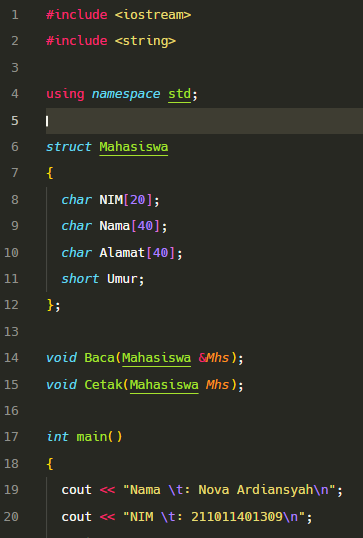 1 #include <iostream>
2 #include <string>
3
4 using namespace std;
5
6 struct Mahasiswa
7 {
8   char NIM[20];
9   char Nama[40];
10   char Alamat[40];
11   short Umur;
12 };
13
14 void Baca(Mahasiswa &Mhs);
15 void Cetak(Mahasiswa Mhs);
16
17 int main()
18 {
19   cout << "Nama \t: Nova Ardiansyah\n";
20   cout << "NIM \t: 211011401309\n";